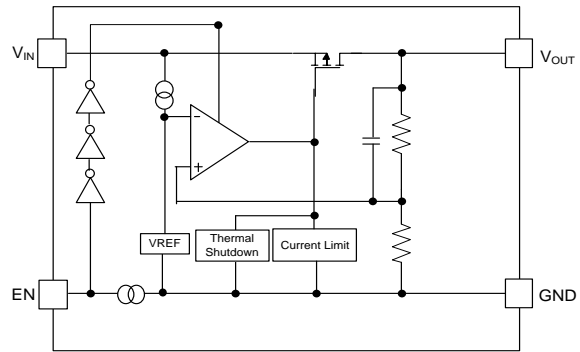 VIN
VOUT
−
+
VREF
Thermal
Shutdown
Current Limit
EN
GND